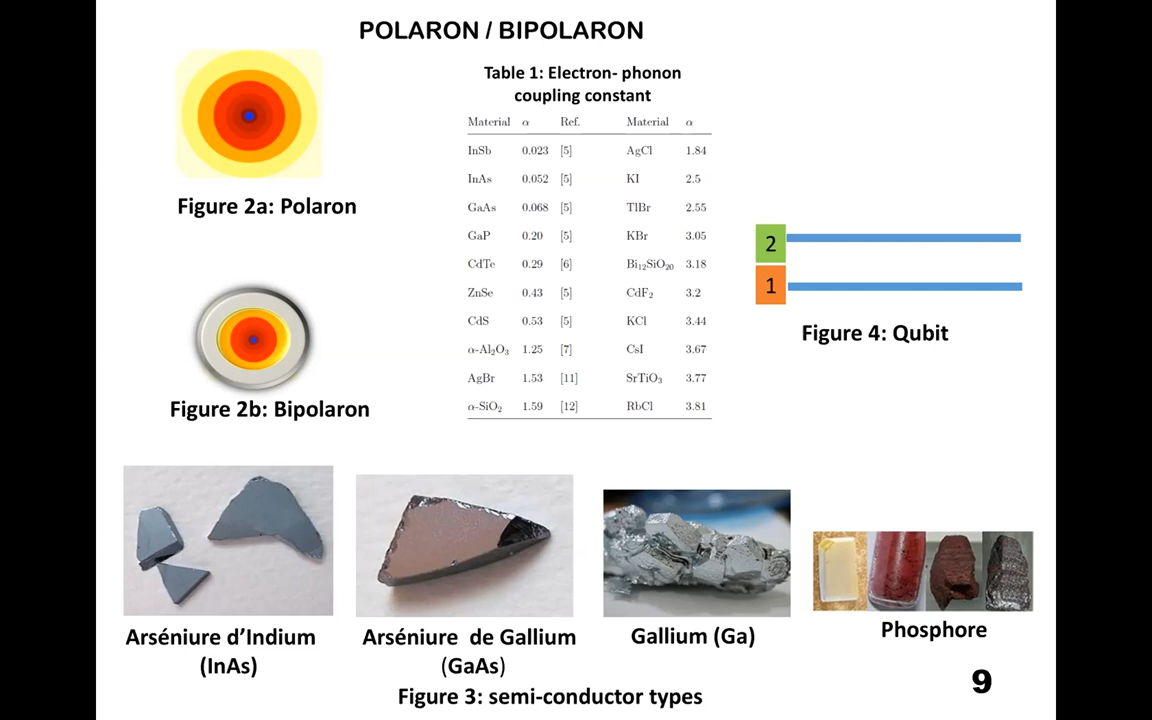 POLARON / BIPOLARON
Figure 2a: Polaron
Figure 2b: Bipolaron
Table 1: Electron- phonon
coupling constant
Material α Ref. Material α
InSb 0.023 [5] AgCl 1.84
InAs 0.052 [5] KI 2.5
GaAs 0.068 [5] TlBr 2.55
GaP 0.20 [5] KBr 3.05
CdTe 0.29 [6] Bi₁₂SiO₂₀ 3.18
ZnSe 0.43 [5] CdF₂ 3.2
CdS 0.53 [5] KCl 3.44
α-Al₂O₃ 1.25 [7] CsI 3.67
AgBr 1.53 [11] SrTiO₃ 3.77
α-SiO₂ 1.59 [12] RbCl 3.81
2
1
Figure 4: Qubit
Arséniure d’Indium
(InAs)
Arséniure de Gallium
(GaAs)
Gallium (Ga)
Phosphore
Figure 3: semi-conductor types
9